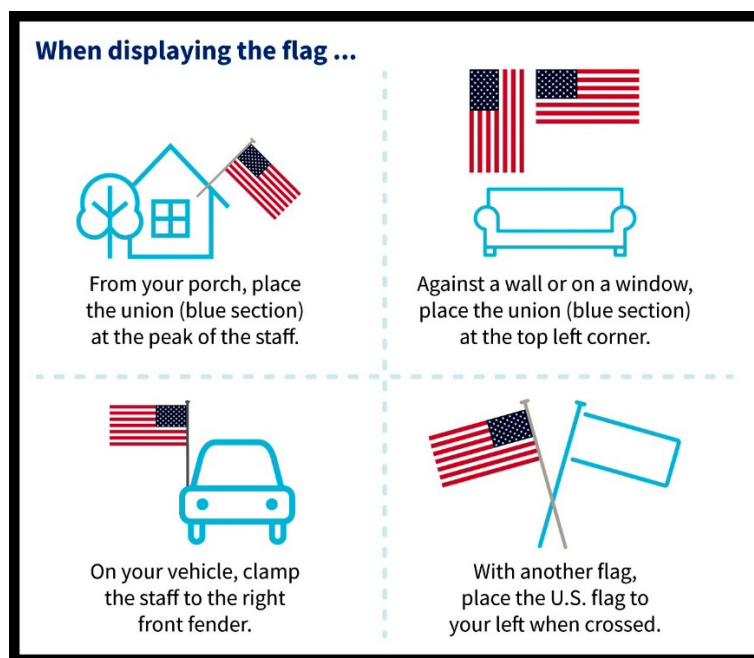 When displaying the flag ...
From your porch, place
the union (blue section)
at the peak of the staff.
Against a wall or on a window,
place the union (blue section)
at the top left corner.
On your vehicle, clamp
the staff to the right
front fender.
With another flag,
place the U.S. flag to
your left when crossed.